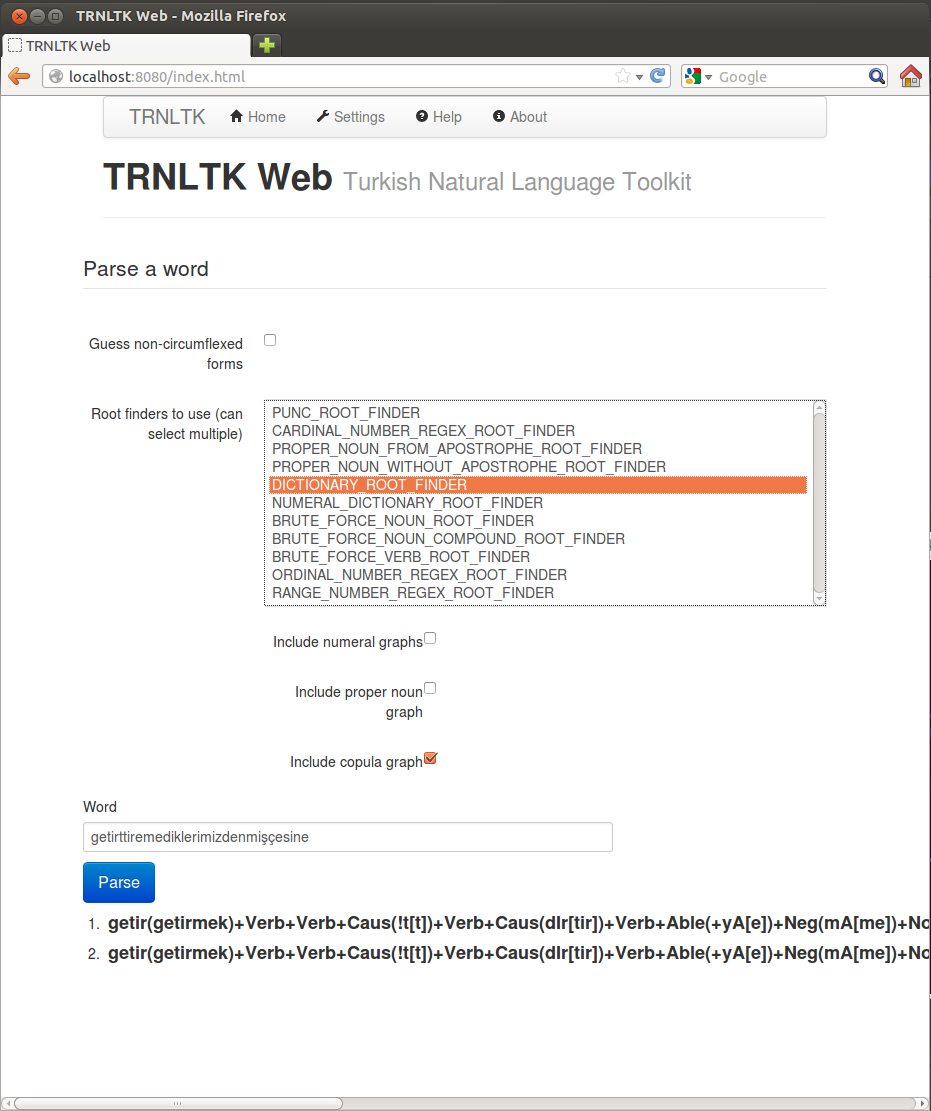 TRNLTK Web - Mozilla Firefox
TRNLTK Web
localhost:8080/index.html
Google
TRNLTK Home Settings Help About
TRNLTK Web Turkish Natural Language Toolkit
Parse a word
Guess non-circumflexed
forms
Root finders to use (can
select multiple)
PUNC_ROOT_FINDER
CARDINAL_NUMBER_REGEX_ROOT_FINDER
PROPER_NOUN_FROM_APOSTROPHE_ROOT_FINDER
PROPER_NOUN_WITHOUT_APOSTROPHE_ROOT_FINDER
DICTIONARY_ROOT_FINDER
NUMERAL_DICTIONARY_ROOT_FINDER
BRUTE_FORCE_NOUN_ROOT_FINDER
BRUTE_FORCE_NOUN_COMPOUND_ROOT_FINDER
BRUTE_FORCE_VERB_ROOT_FINDER
ORDINAL_NUMBER_REGEX_ROOT_FINDER
RANGE_NUMBER_REGEX_ROOT_FINDER
Include numeral graphs
Include proper noun
graph
Include copula graph
Word
getirttiremediklerimizdenmişçesine
Parse
1. getir(getirmek)+Verb+Verb+Caus(!t[t])+Verb+Caus(dIr[tir])+Verb+Able(+yA[e])+Neg(mA[me])+No
2. getir(getirmek)+Verb+Verb+Caus(!t[t])+Verb+Caus(dIr[tir])+Verb+Able(+yA[e])+Neg(mA[me])+No